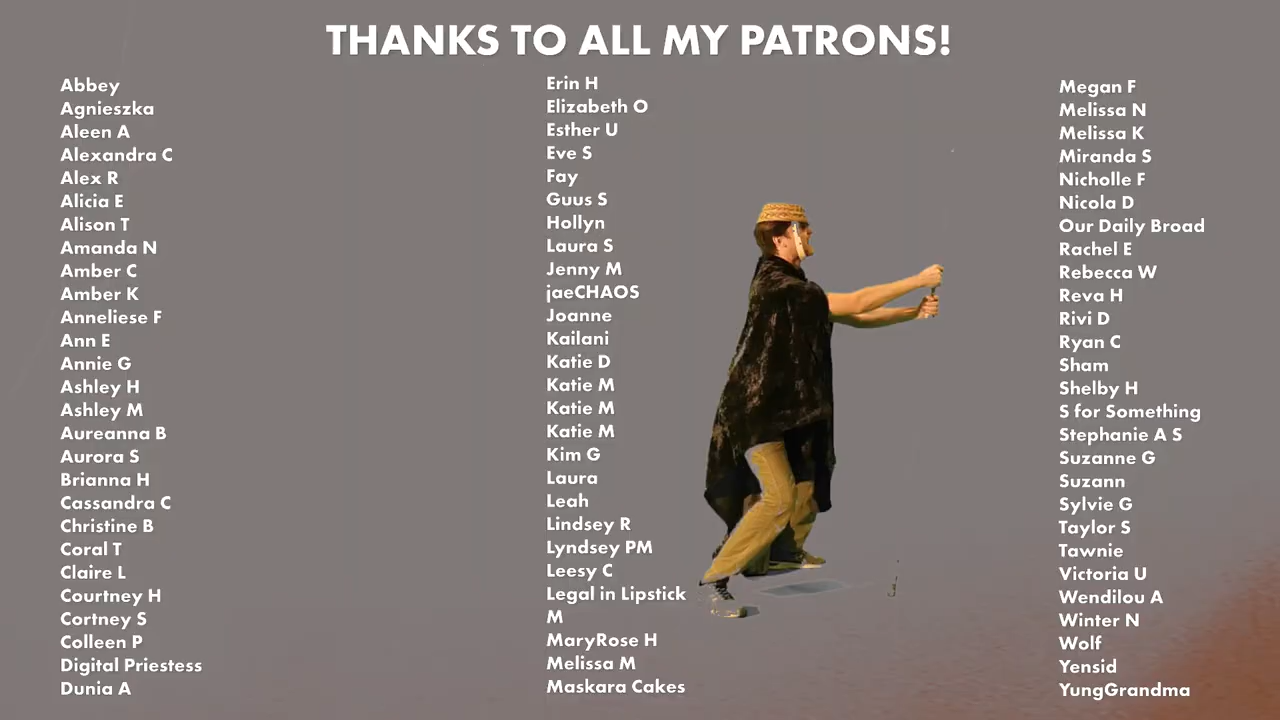 THANKS TO ALL MY PATRONS!
Abbey
Agnieszka
Aleen A
Alexandra C
Alex R
Alicia E
Alison T
Amanda N
Amber C
Amber K
Anneliese F
Ann E
Annie G
Ashley H
Ashley M
Aureanna B
Aurora S
Brianna H
Cassandra C
Christine B
Coral T
Claire L
Courtney H
Cortney S
Colleen P
Digital Priestess
Dunia A
Erin H
Elizabeth O
Esther U
Eve S
Fay
Guus S
Hollyn
Laura S
Jenny M
jaeCHAOS
Joanne
Kailani
Katie D
Katie M
Katie M
Katie M
Kim G
Laura
Leah
Lindsey R
Lyndsey PM
Leesy C
Legal in Lipstick
M
MaryRose H
Melissa M
Maskara Cakes
Megan F
Melissa N
Melissa K
Miranda S
Nicholle F
Nicola D
Our Daily Broad
Rachel E
Rebecca W
Reva H
Rivi D
Ryan C
Sham
Shelby H
S for Something
Stephanie A S
Suzanne G
Suzann
Sylvie G
Taylor S
Tawnie
Victoria U
Wendilou A
Winter N
Wolf
Yensid
YungGrandma